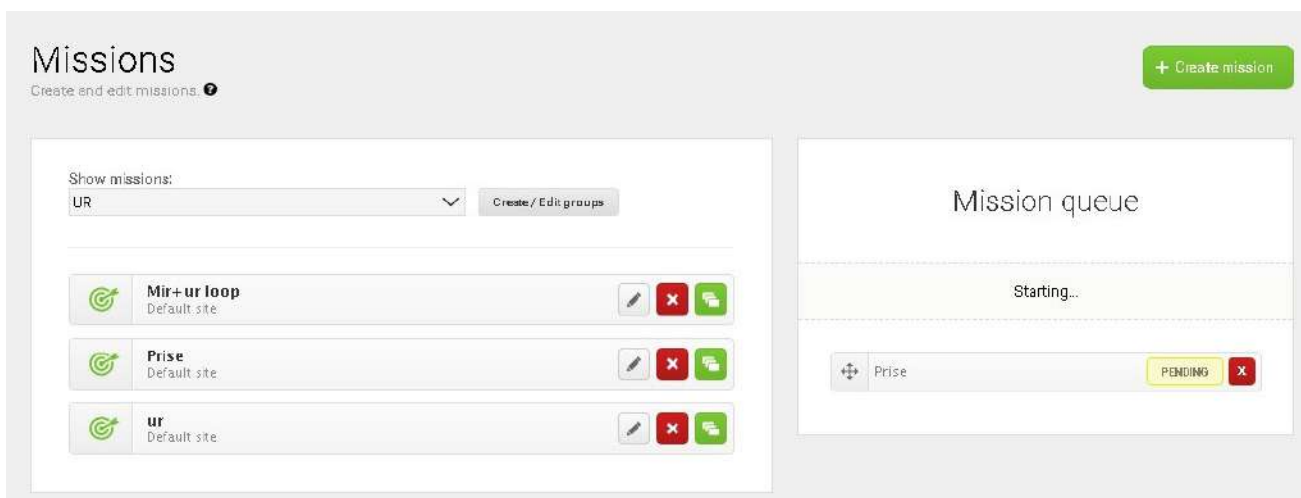 Missions
Create and edit missions. ?
+ Create mission
Show missions:
UR
Create / Edit groups
Mir+ur loop
Default site
Prise
Default site
ur
Default site
Mission queue
Starting...
Prise
PENDING
X